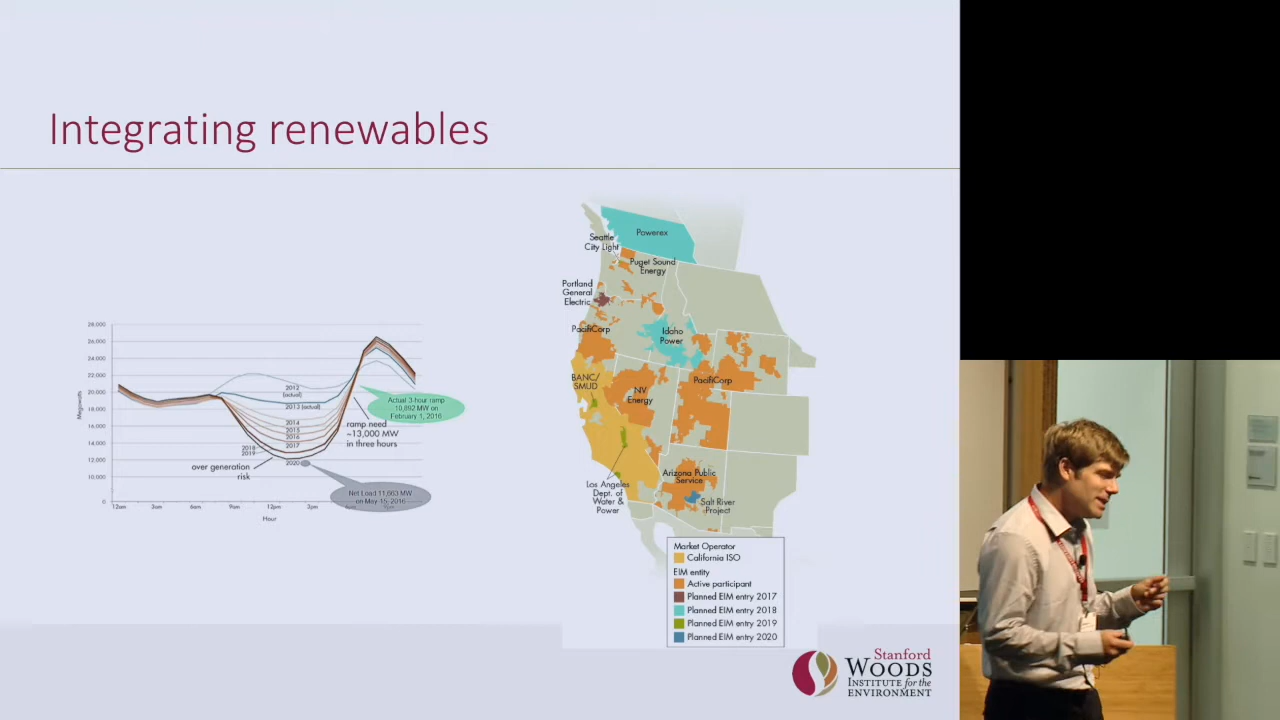 Integrating renewables
28,000
26,000
24,000
22,000
20,000
18,000
16,000
14,000
12,000
10,000
0
Megawatts
12am
3am
6am
9am
12pm
3pm
Hour
2012
(actual)
2013 (actual)
2014
2015
2016
2017
2018
2019
2020
over generation
risk
ramp need
~13,000 MW
in three hours
Actual 3-hour ramp
10,892 MW on
February 1, 2016
Net Load 11,663 MW
on May 15, 2016
Powerex
Seattle
City Light
Puget Sound
Energy
Portland
General
Electric
PacifiCorp
Idaho
Power
BANC/
SMUD
NV
Energy
PacifiCorp
Arizona Public
Service
Los Angeles
Dept. of
Water &
Power
Salt River
Project
Market Operator
California ISO
EIM entity
Active participant
Planned EIM entry 2017
Planned EIM entry 2018
Planned EIM entry 2019
Planned EIM entry 2020
Stanford
WOODS
INSTITUTE for the
ENVIRONMENT